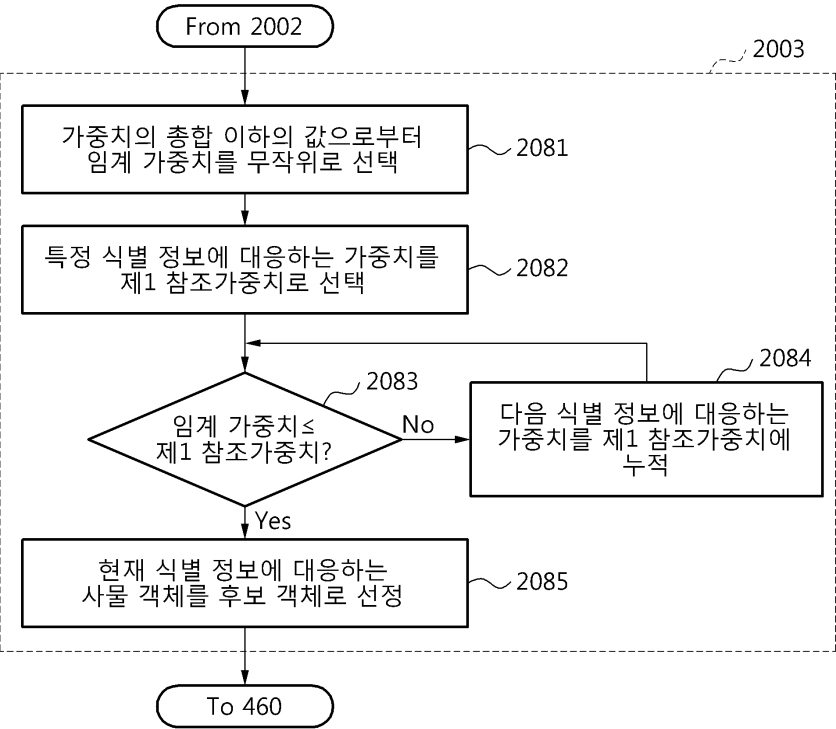 From 2002
2003
가중치의 총합 이하의 값으로부터
임계 가중치를 무작위로 선택
2081
특정 식별 정보에 대응하는 가중치를
제1 참조가중치로 선택
2082
2083
임계 가중치≤
제1 참조가중치?
No
2084
다음 식별 정보에 대응하는
가중치를 제1 참조가중치에
누적
Yes
현재 식별 정보에 대응하는
사물 객체를 후보 객체로 선정
2085
To 460